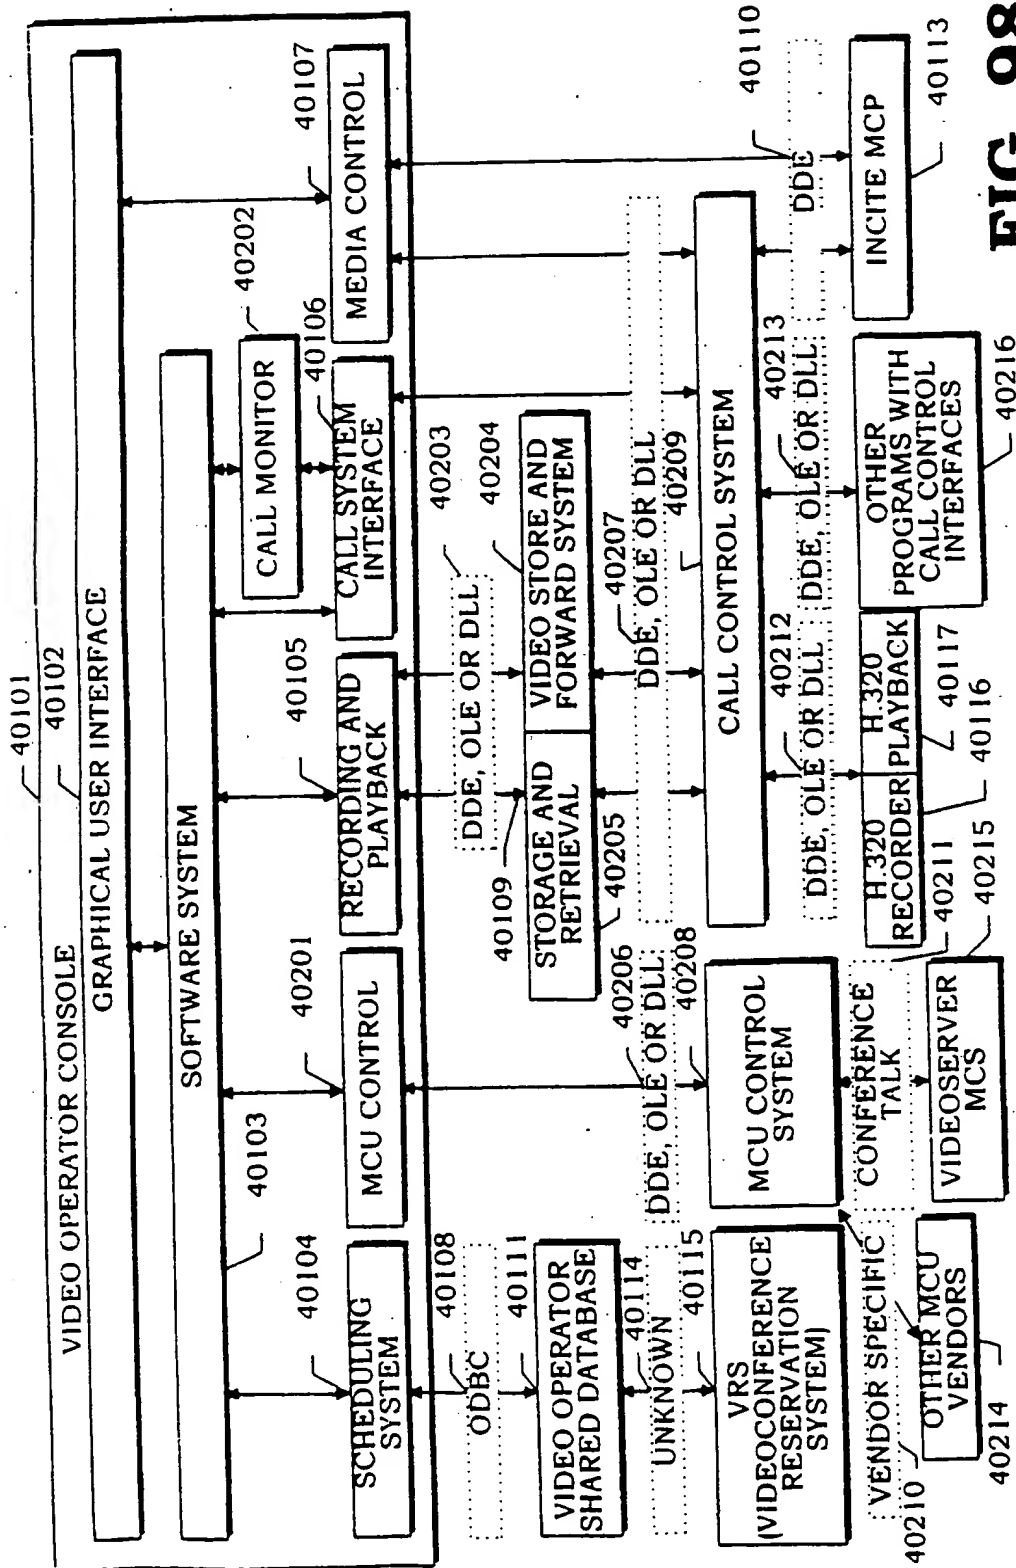 40101
VIDEO OPERATOR CONSOLE
40102
GRAPHICAL USER INTERFACE
SOFTWARE SYSTEM
40103
40104
40201
40105
CALL MONITOR
40202
40106
40107
SCHEDULING
SYSTEM
MCU CONTROL
RECORDING AND
PLAYBACK
CALL SYSTEM
INTERFACE
MEDIA CONTROL
40108
ODBC
40203
DDE, OLE OR DLL
40109
40204
40111
VIDEO OPERATOR
SHARED DATABASE
STORAGE AND
RETRIEVAL
VIDEO STORE AND
FORWARD SYSTEM
40205
40114
UNKNOWN
40206
DDE, OLE OR DLL
40207
DDE, OLE OR DLL
40115
40208
40209
VRS
(VIDEOCONFERENCE
RESERVATION
SYSTEM)
MCU CONTROL
SYSTEM
CALL CONTROL SYSTEM
40212
40213
40110
DDE, OLE OR DLL
DDE, OLE OR DLL
DDE
VENDOR SPECIFIC
40210
CONFERENCE
TALK
40211
H.320
RECORDER
H.320
PLAYBACK
40117
40116
OTHER
PROGRAMS WITH
CALL CONTROL
INTERFACES
40216
INCITE MCP
40113
OTHER MCU
VENDORS
40214
VIDEOSERVER
MCS
40215
FIG 98